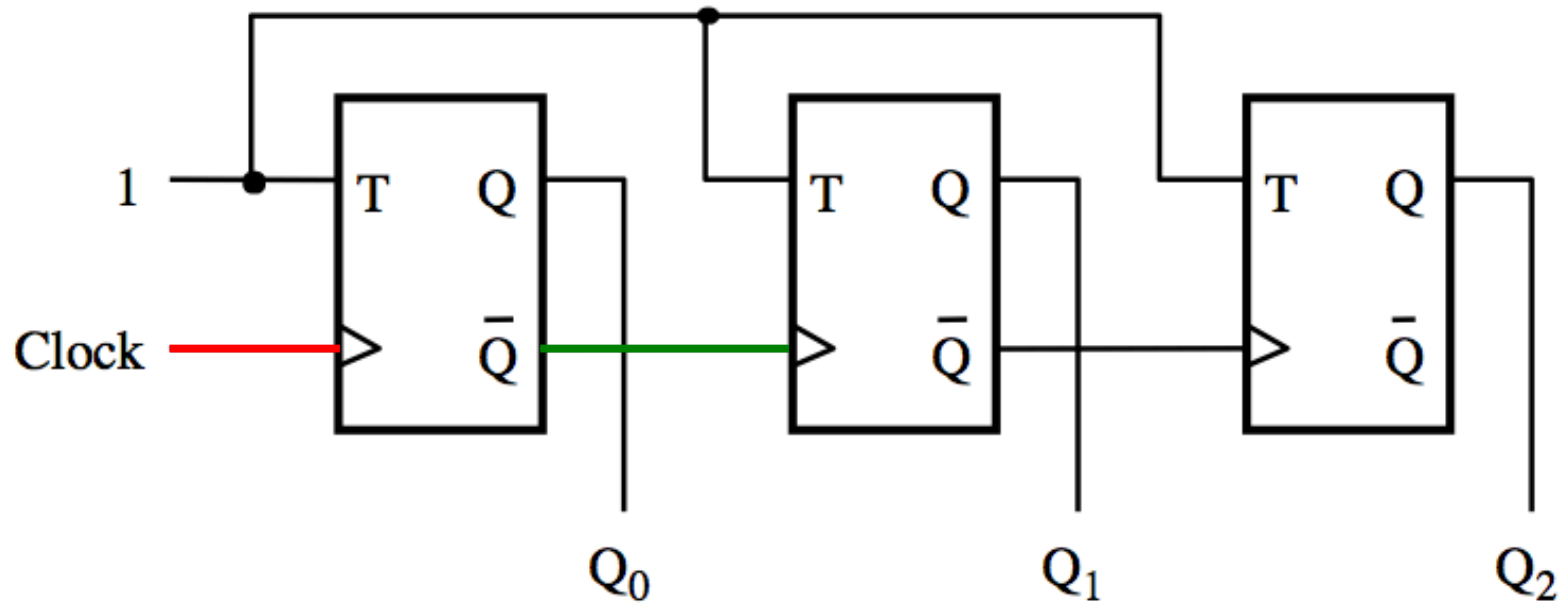 1 T Q T Q T Q
Clock Q̅ Q̅ Q̅
Q₀ Q₁ Q₂